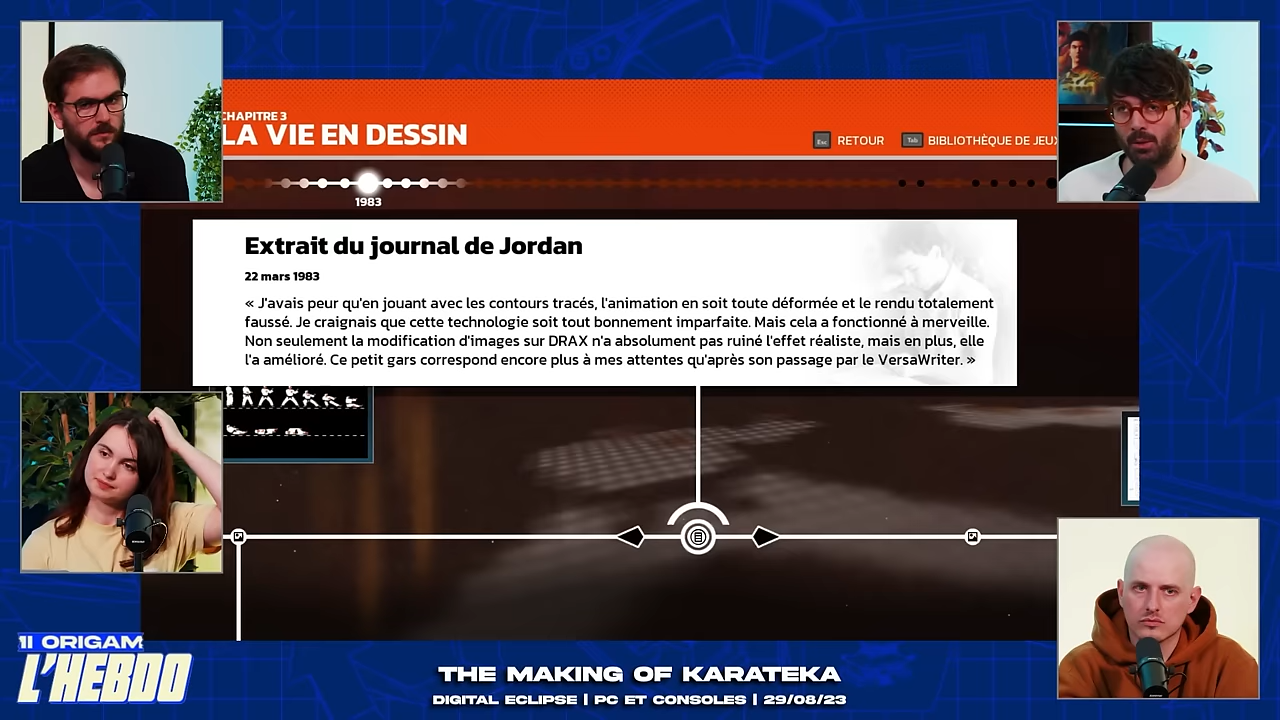 CHAPITRE 3
LA VIE EN DESSIN
Esc RETOUR Tab BIBLIOTHÈQUE DE JEUX
1983
Extrait du journal de Jordan
22 mars 1983
« J'avais peur qu'en jouant avec les contours tracés, l'animation en soit toute déformée et le rendu totalement
faussé. Je craignais que cette technologie soit tout bonnement imparfaite. Mais cela a fonctionné à merveille.
Non seulement la modification d'images sur DRAX n'a absolument pas ruiné l'effet réaliste, mais en plus, elle
l'a amélioré. Ce petit gars correspond encore plus à mes attentes qu'après son passage par le VersaWriter. »
ORIGAM
L'HEBDO
THE MAKING OF KARATEKA
DIGITAL ECLIPSE | PC ET CONSOLES | 29/08/23